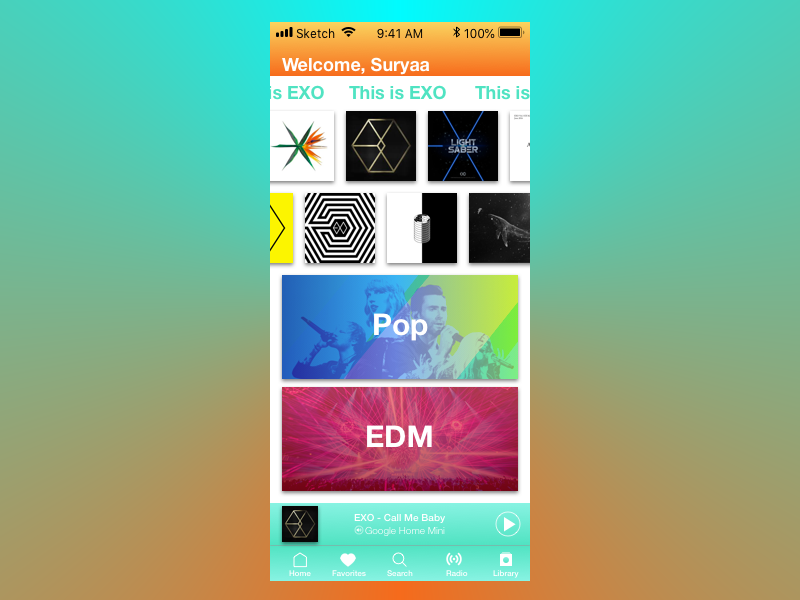 Sketch 9:41 AM 100%
Welcome, Suryaa
is EXO This is EXO This is
LIGHT
SABER
Pop
EDM
EXO - Call Me Baby
Google Home Mini
Home Favorites Search Radio Library